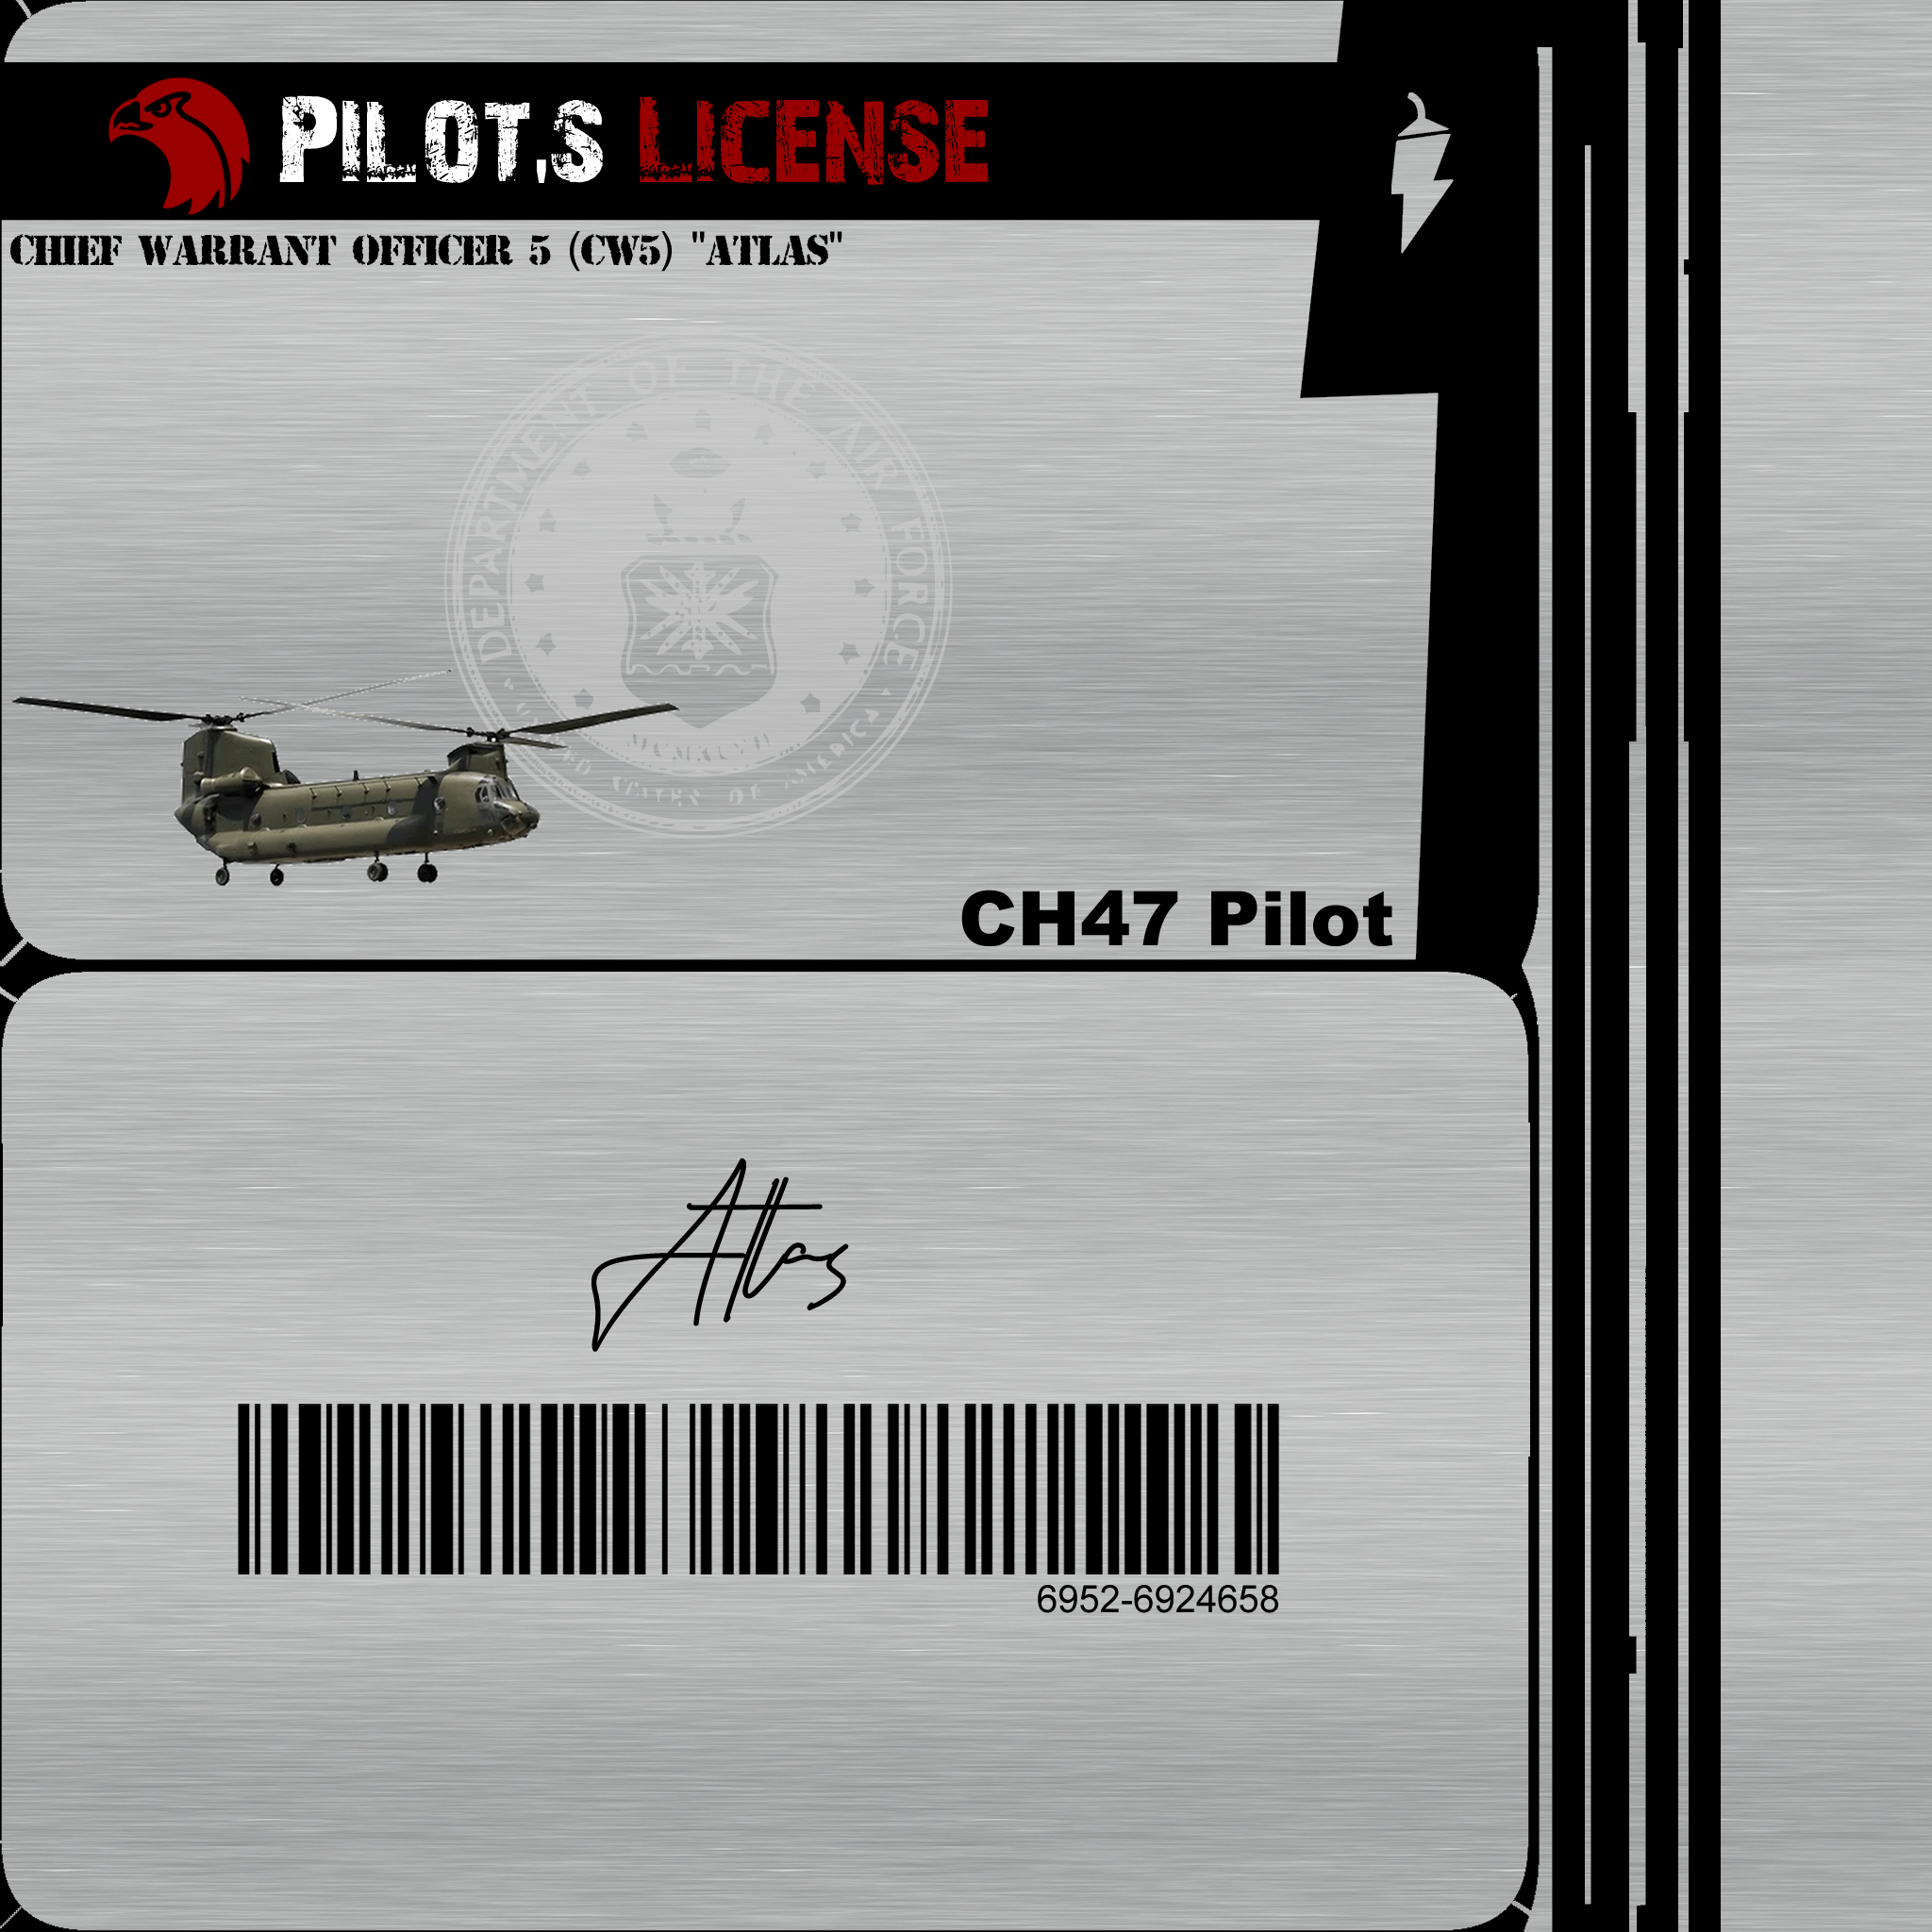 PILOT,S LICENSE
CHIEF WARRANT OFFICER 5 (CW5) "ATLAS"
DEPARTMENT OF THE AIR FORCE
UNITED STATES OF AMERICA
CH47 Pilot
Atlas
6952-6924658